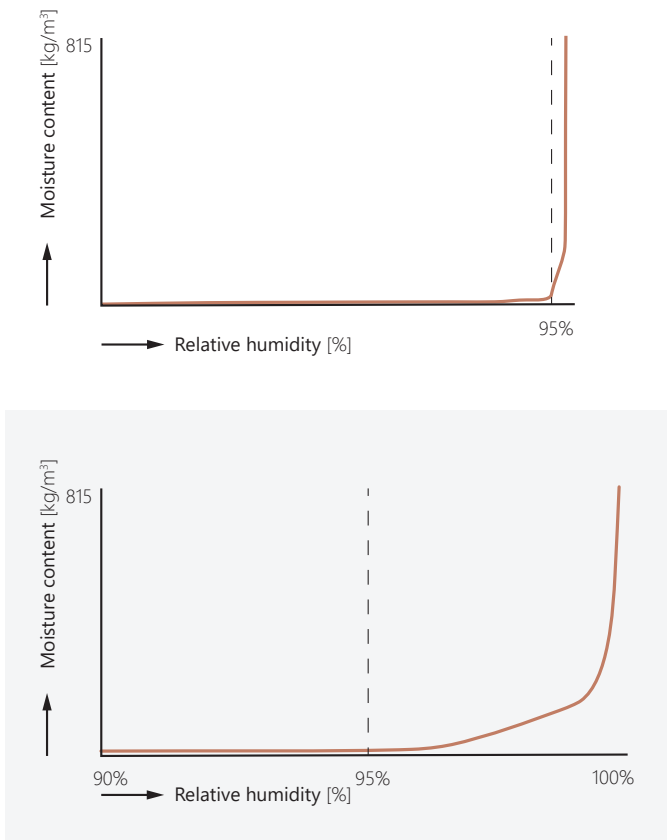 815
Moisture content [kg/m³]
95%
Relative humidity [%]
815
Moisture content [kg/m³]
90%
95%
100%
Relative humidity [%]